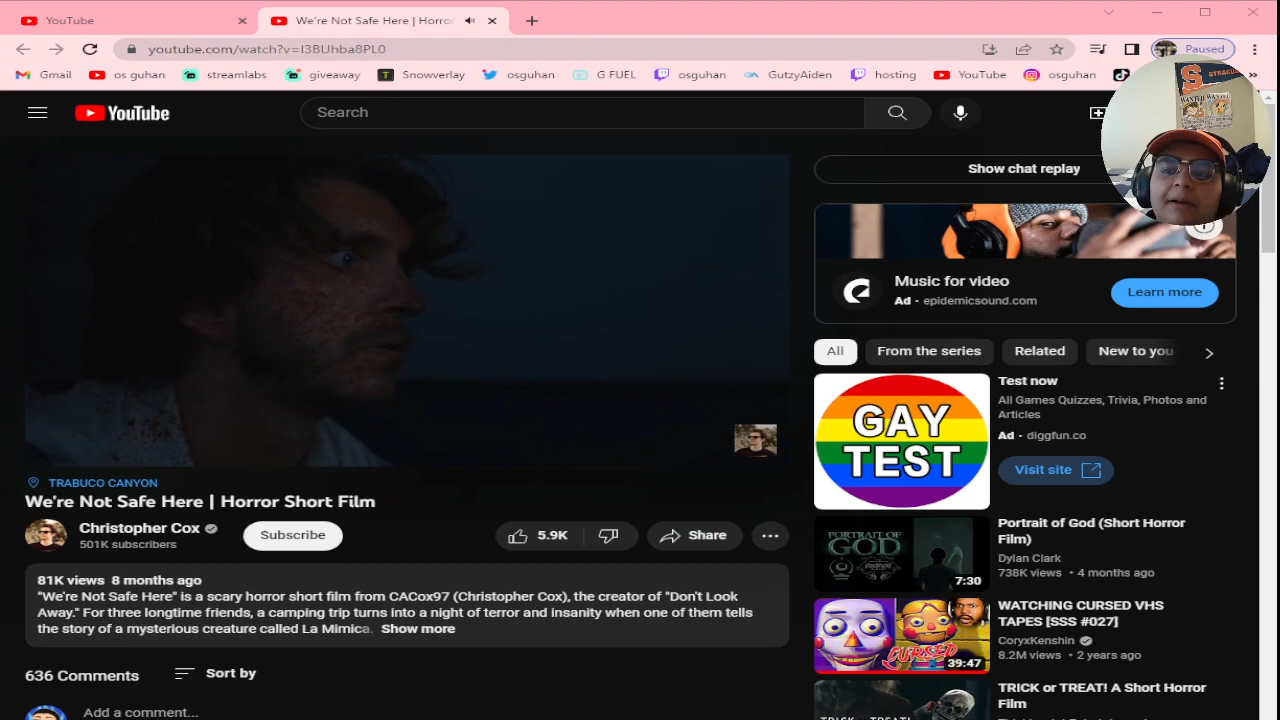 YouTube
We're Not Safe Here | Horror
youtube.com/watch?v=I3BUhba8PL0
Paused
Gmail
os guhan
streamlabs
giveaway
Snowverlay
osguhan
G FUEL
osguhan
GutzyAiden
hosting
YouTube
osguhan
YouTube
Search
S
WANTED WANTED
Show chat replay
Music for video
Ad · epidemicsound.com
Learn more
All
From the series
Related
New to you
GAY
TEST
Test now
All Games Quizzes, Trivia, Photos and
Articles
Ad · diggfun.co
Visit site
TRABUCO CANYON
We're Not Safe Here | Horror Short Film
Christopher Cox
501K subscribers
Subscribe
5.9K
Share
81K views 8 months ago
"We're Not Safe Here" is a scary horror short film from CACox97 (Christopher Cox), the creator of "Don't Look
Away." For three longtime friends, a camping trip turns into a night of terror and insanity when one of them tells
the story of a mysterious creature called La Mimica. Show more
636 Comments
Sort by
Add a comment...
PORTRAIT OF
GOD
7:30
Portrait of God (Short Horror
Film)
Dylan Clark
738K views • 4 months ago
CURSED
39:47
WATCHING CURSED VHS
TAPES [SSS #027]
CoryxKenshin
8.2M views • 2 years ago
TRICK or TREAT! A Short Horror
Film